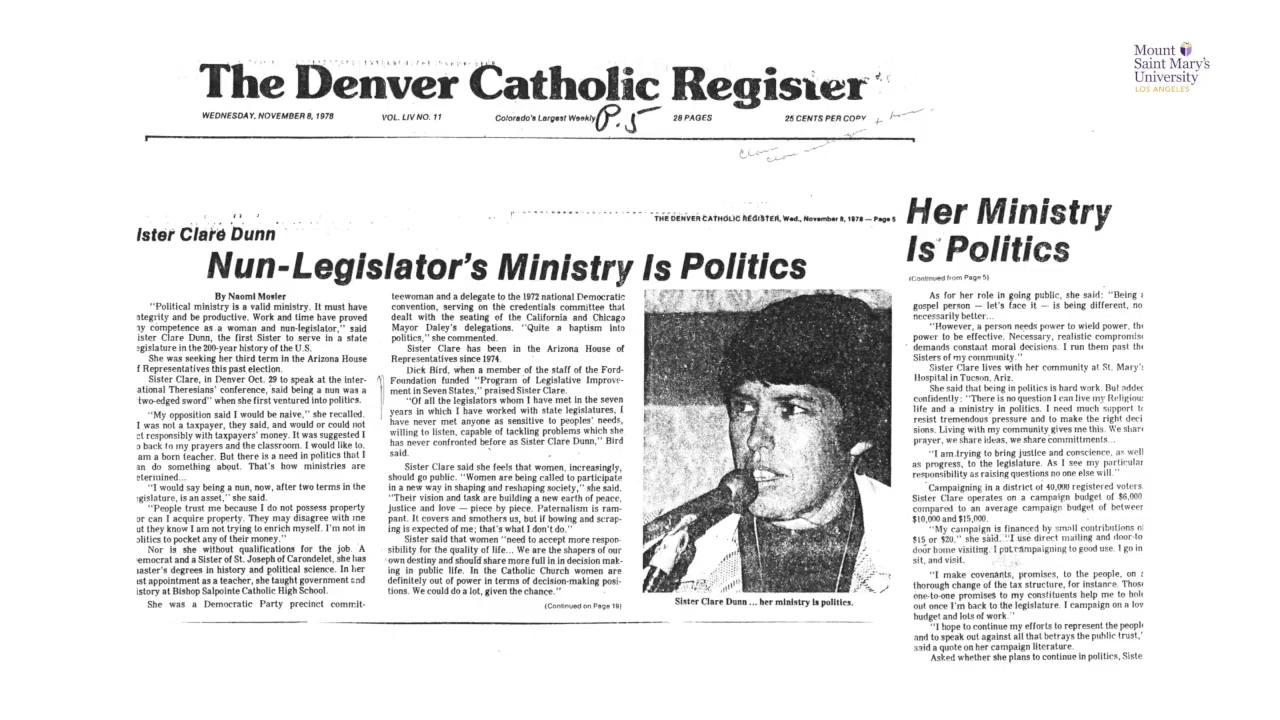 The Denver Catholic Register
WEDNESDAY, NOVEMBER 8, 1978 VOL. LIV NO. 11 Colorado's Largest Weekly P.5 28 PAGES 25 CENTS PER COPY
Mount
Saint Mary's
University
LOS ANGELES
THE DENVER CATHOLIC REGISTER, Wed., November 8, 1978 — Page 5
ister Clare Dunn
Nun-Legislator's Ministry Is Politics
By Naomi Mosler
"Political ministry is a valid ministry. It must have
ntegrity and be productive. Work and time have proved
ny competence as a woman and nun-legislator," said
ister Clare Dunn, the first Sister to serve in a state
egislature in the 200-year history of the U.S.
She was seeking her third term in the Arizona House
f Representatives this past election.
Sister Clare, in Denver Oct. 29 to speak at the inter-
ational Theresians' conference, said being a nun was a
two-edged sword" when she first ventured into politics.
"My opposition said I would be naive," she recalled.
I was not a taxpayer, they said, and would or could not
ct responsibly with taxpayers' money. It was suggested I
o back to my prayers and the classroom. I would like to,
am a born teacher. But there is a need in politics that I
an do something about. That's how ministries are
etermined...
"I would say being a nun, now, after two terms in the
egislature, is an asset," she said.
"People trust me because I do not possess property
or can I acquire property. They may disagree with me
ut they know I am not trying to enrich myself. I'm not in
olitics to pocket any of their money."
Nor is she without qualifications for the job. A
emocrat and a Sister of St. Joseph of Carondelet, she has
aster's degrees in history and political science. In her
ast appointment as a teacher, she taught government and
istory at Bishop Salpointe Catholic High School.
She was a Democratic Party precinct commit-
teewoman and a delegate to the 1972 national Democratic
convention, serving on the credentials committee that
dealt with the seating of the California and Chicago
Mayor Daley's delegations. "Quite a baptism into
politics," she commented.
Sister Clare has been in the Arizona House of
Representatives since 1974.
Dick Bird, when a member of the staff of the Ford-
Foundation funded "Program of Legislative Improve-
ment in Seven States," praised Sister Clare.
"Of all the legislators whom I have met in the seven
years in which I have worked with state legislatures, I
have never met anyone as sensitive to peoples' needs,
willing to listen, capable of tackling problems which she
has never confronted before as Sister Clare Dunn," Bird
said.
Sister Clare said she feels that women, increasingly,
should go public. "Women are being called to participate
in a new way in shaping and reshaping society," she said.
"Their vision and task are building a new earth of peace,
justice and love — piece by piece. Paternalism is ram-
pant. It covers and smothers us, but if bowing and scrap-
ing is expected of me; that's what I don't do."
Sister said that women "need to accept more respon-
sibility for the quality of life... We are the shapers of our
own destiny and should share more full in in decision mak-
ing in public life. In the Catholic Church women are
definitely out of power in terms of decision-making posi-
tions. We could do a lot, given the chance."
(Continued on Page 19)
Sister Clare Dunn ... her ministry is politics.
Her Ministry
Is Politics
(Continued from Page 5)
As for her role in going public, she said: "Being a
gospel person — let's face it — is being different, no
necessarily better...
"However, a person needs power to wield power, the
power to be effective. Necessary, realistic compromise
demands constant moral decisions. I run them past the
Sisters of my community."
Sister Clare lives with her community at St. Mary's
Hospital in Tucson, Ariz.
She said that being in politics is hard work. But added
confidently: "There is no question I can live my Religious
life and a ministry in politics. I need much support to
resist tremendous pressure and to make the right deci
sions. Living with my community gives me this. We share
prayer, we share ideas, we share commitments...
"I am trying to bring justice and conscience, as well
as progress, to the legislature. As I see my particular
responsibility as raising questions no one else will."
Campaigning in a district of 40,000 registered voters.
Sister Clare operates on a campaign budget of $6,000
compared to an average campaign budget of between
$10,000 and $15,000.
"My campaign is financed by small contributions of
$15 or $20," she said. "I use direct mailing and door-to
door home visiting. I put campaigning to good use. I go in
sit, and visit.
"I make covenants, promises, to the people, on a
thorough change of the tax structure, for instance. Those
one-to-one promises to my constituents help me to hold
out once I'm back to the legislature. I campaign on a low
budget and lots of work."
"I hope to continue my efforts to represent the people
and to speak out against all that betrays the public trust,"
said a quote on her campaign literature.
Asked whether she plans to continue in politics, Siste